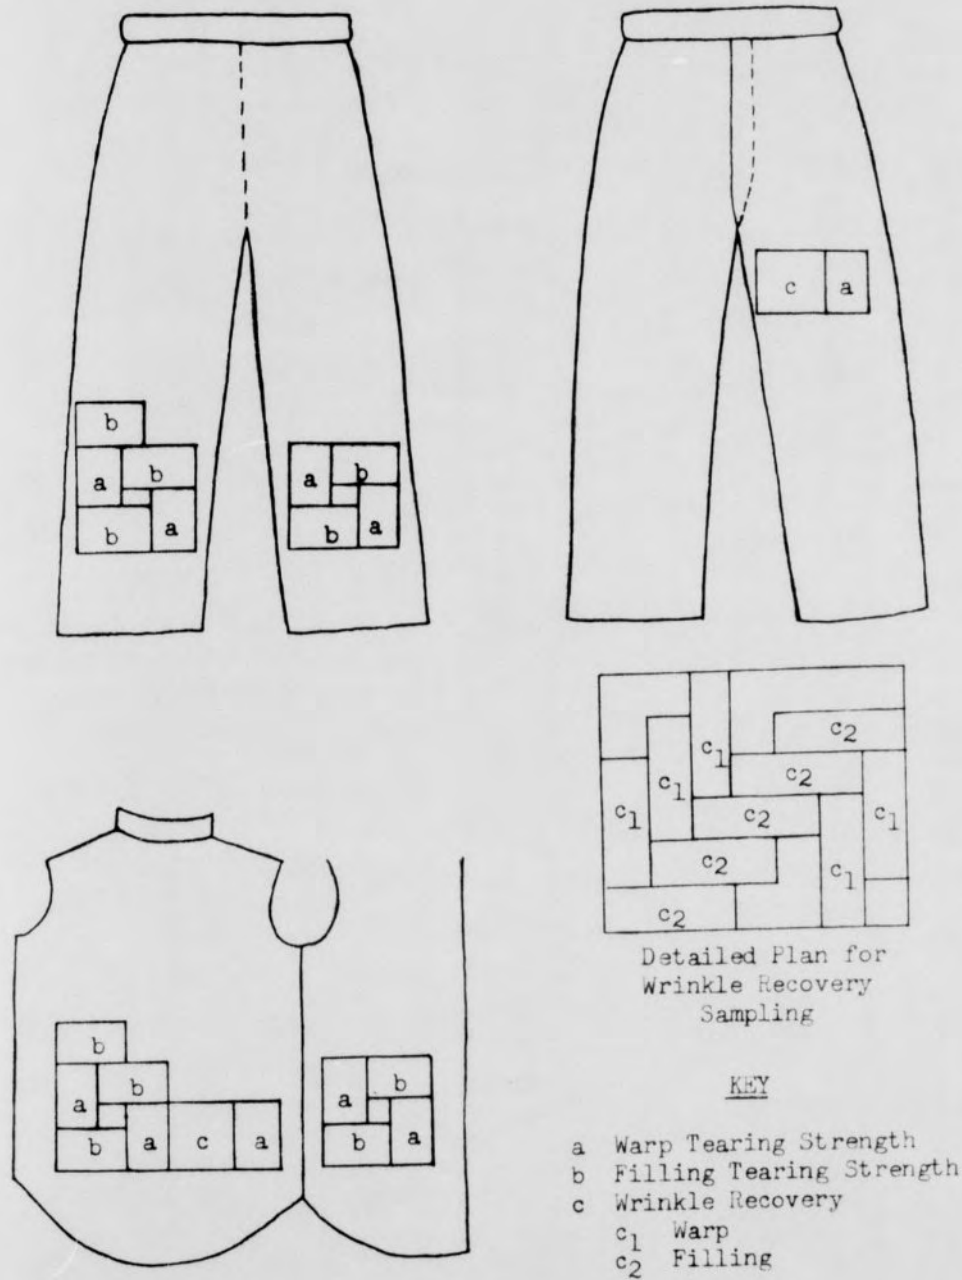 c a
b
a b
b a
a b
b a
c1 c2
c1 c2 c1
c1 c2
c2 c1
c2
Detailed Plan for
Wrinkle Recovery
Sampling
b
a b
b a c a
a b
b a
KEY
a Warp Tearing Strength
b Filling Tearing Strength
c Wrinkle Recovery
c1 Warp
c2 Filling